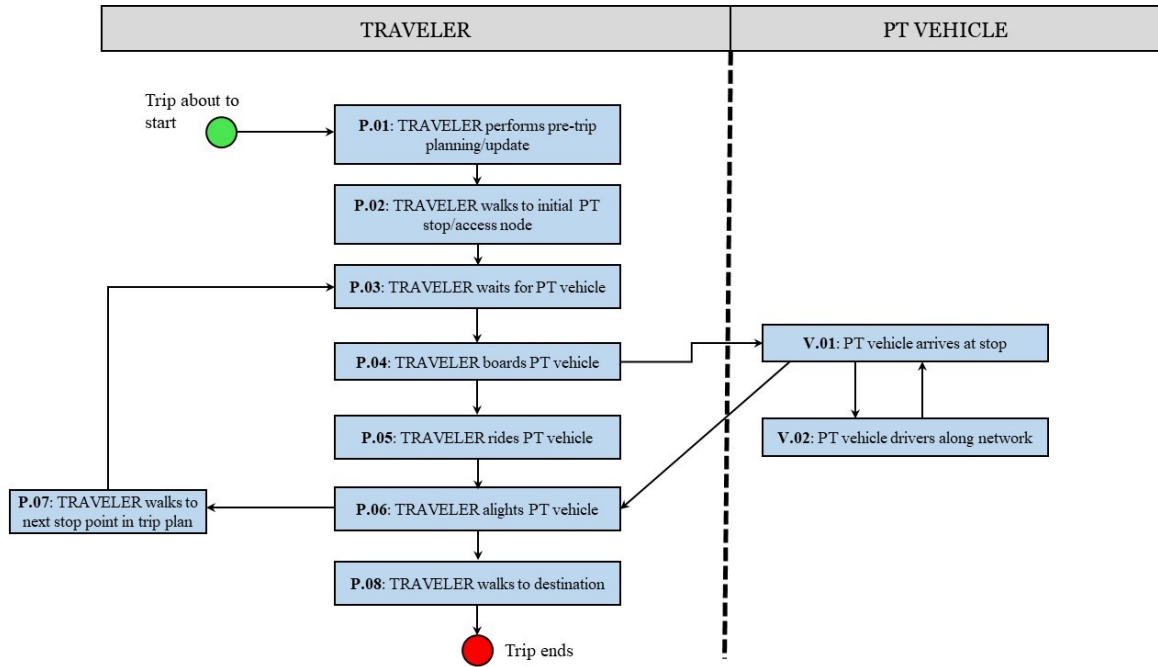 TRAVELER
PT VEHICLE
Trip about to
start
P.01: TRAVELER performs pre-trip
planning/update
P.02: TRAVELER walks to initial PT
stop/access node
P.03: TRAVELER waits for PT vehicle
P.04: TRAVELER boards PT vehicle
V.01: PT vehicle arrives at stop
P.05: TRAVELER rides PT vehicle
V.02: PT vehicle drivers along network
P.07: TRAVELER walks to
next stop point in trip plan
P.06: TRAVELER alights PT vehicle
P.08: TRAVELER walks to destination
Trip ends